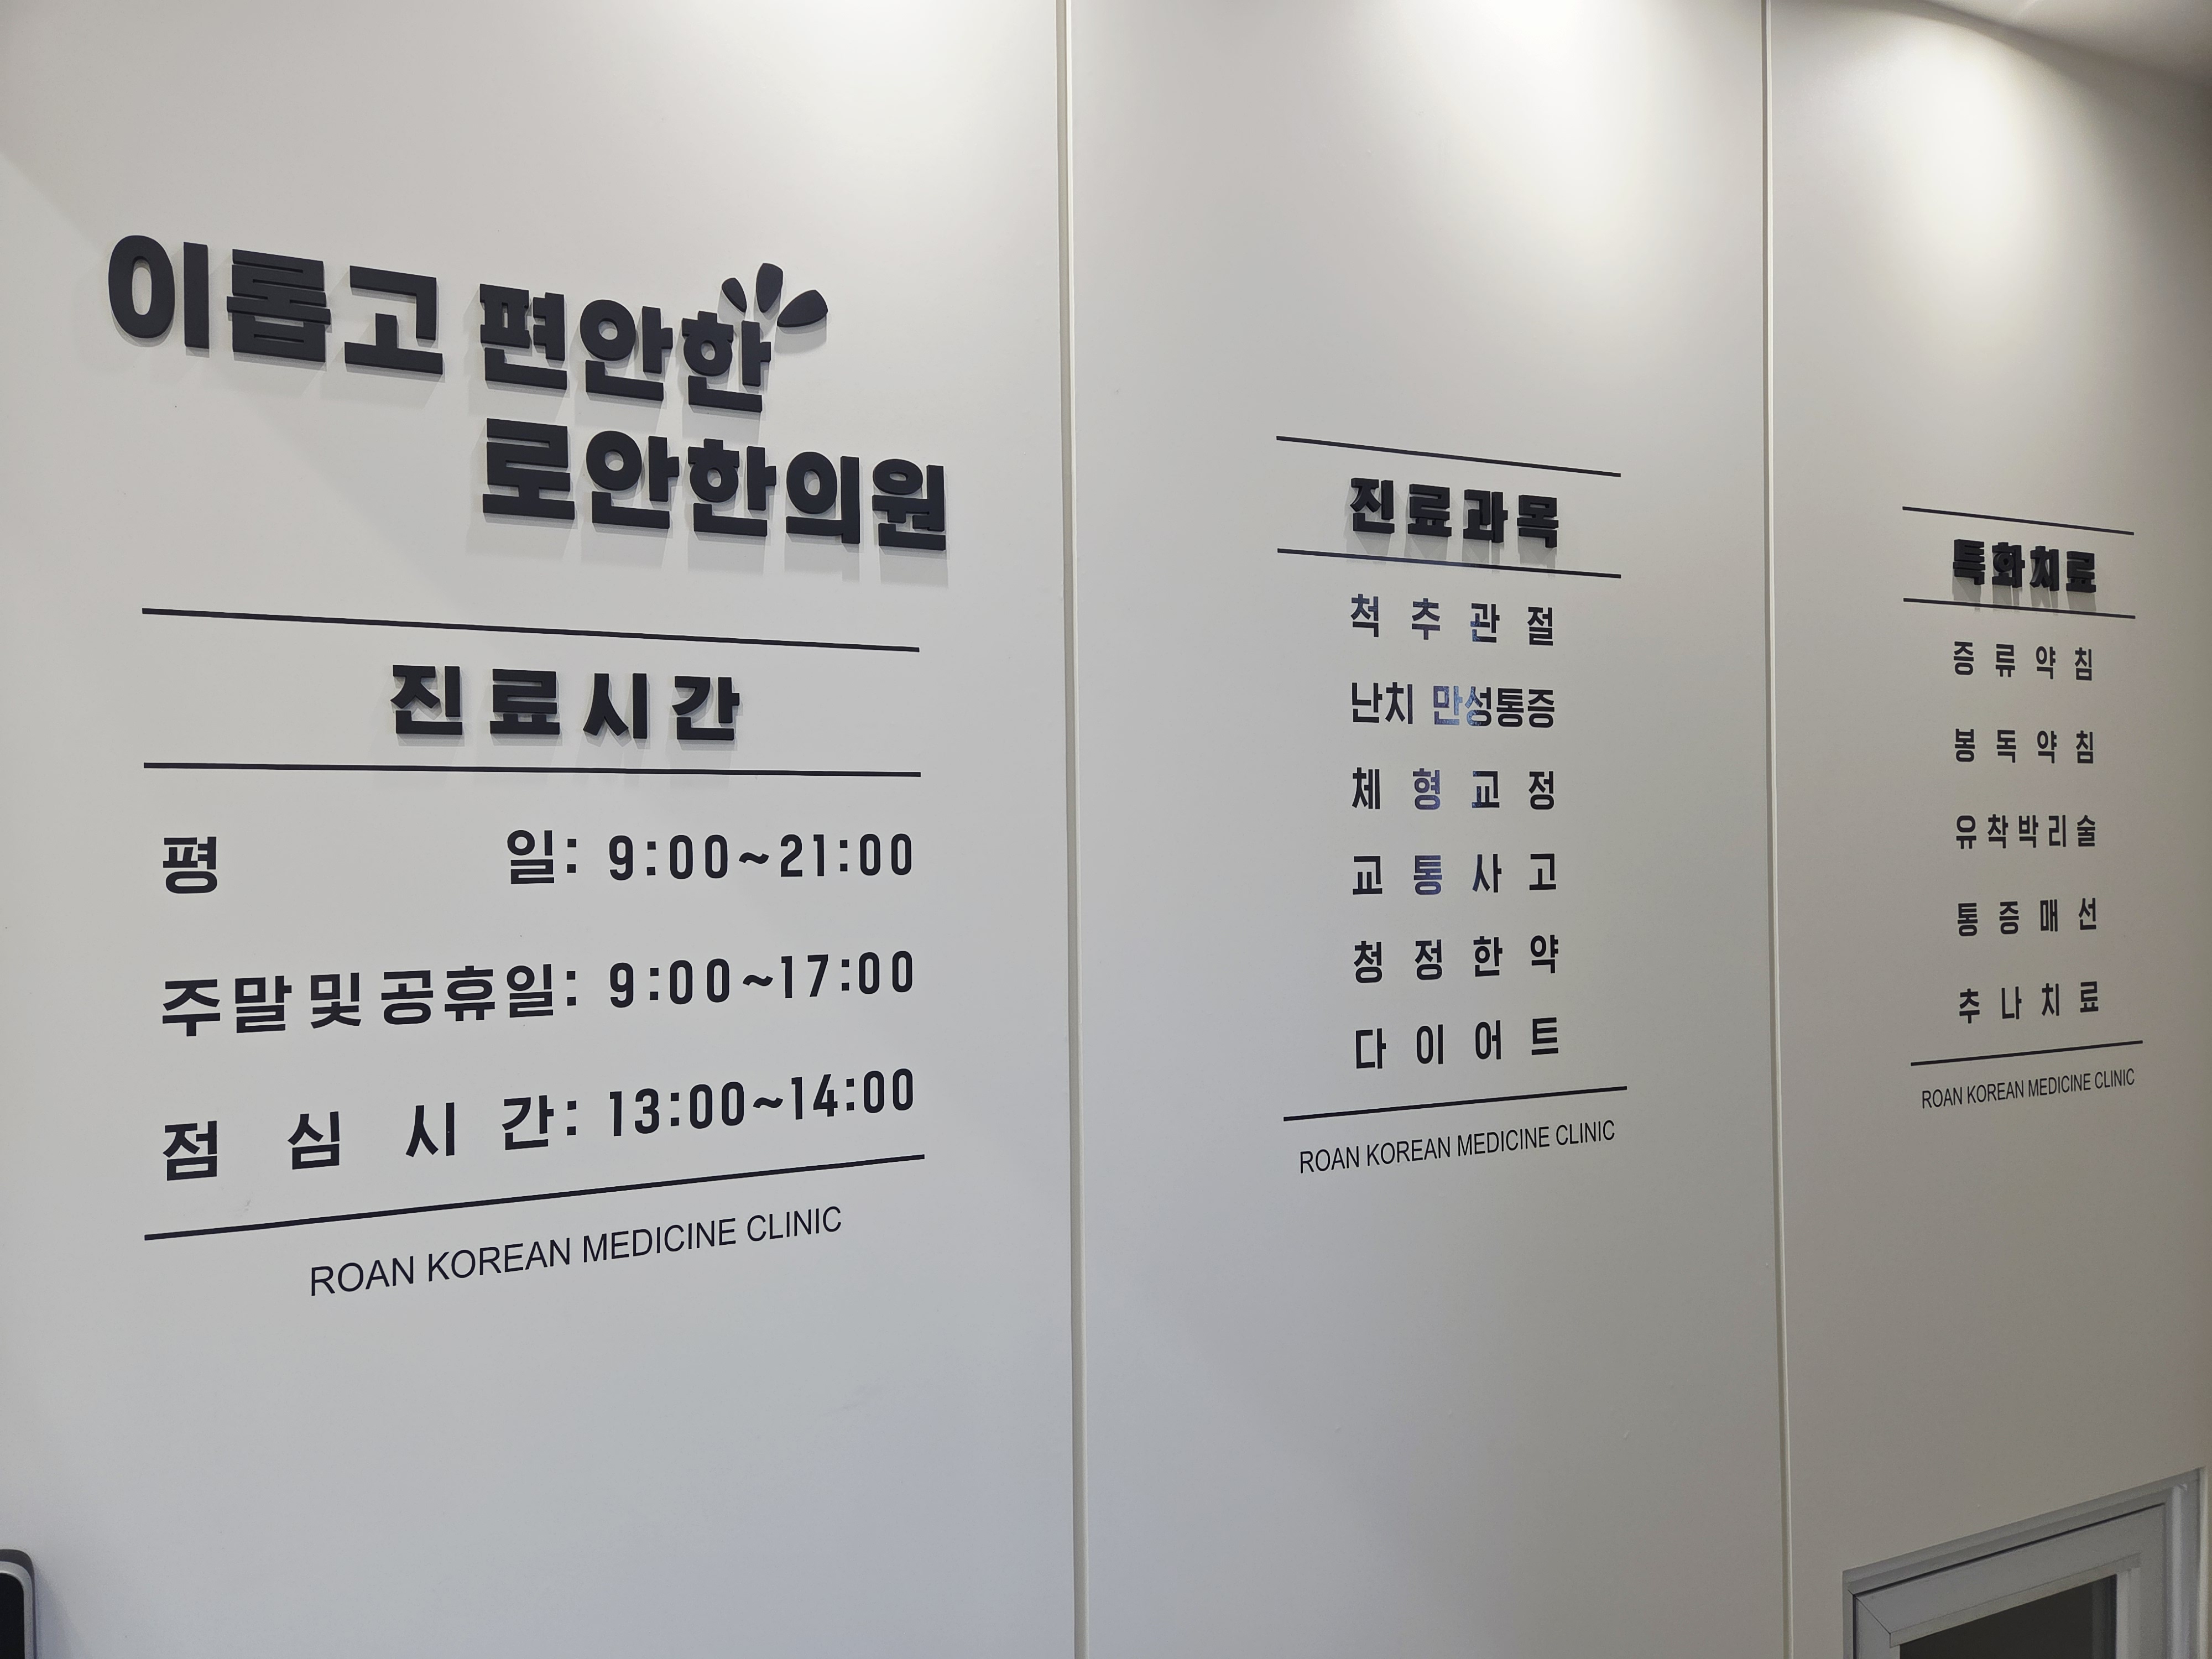 이롭고 편안한
로안한의원
진료시간
평 일: 9:00~21:00
주말 및 공휴일: 9:00~17:00
점 심 시 간: 13:00~14:00
ROAN KOREAN MEDICINE CLINIC
진료과목
척추관절
난치 만성통증
체형교정
교통사고
청정한약
다이어트
ROAN KOREAN MEDICINE CLINIC
특화치료
증류약침
봉독약침
유착박리술
통증매선
추나치료
ROAN KOREAN MEDICINE CLINIC